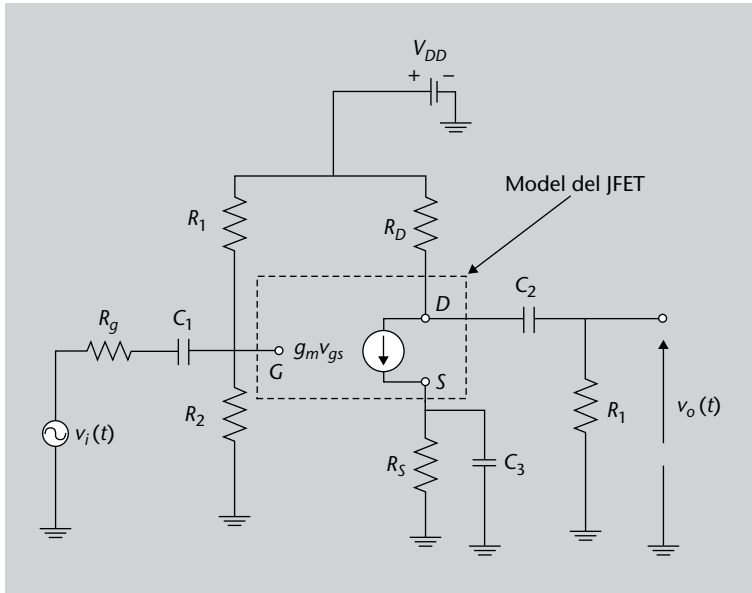 V_DD
+ −
Model del JFET
R_1
R_D
C_2
D
R_g
C_1
g_m v_gs
G
S
v_i(t)
R_2
R_1
v_o(t)
R_S
C_3